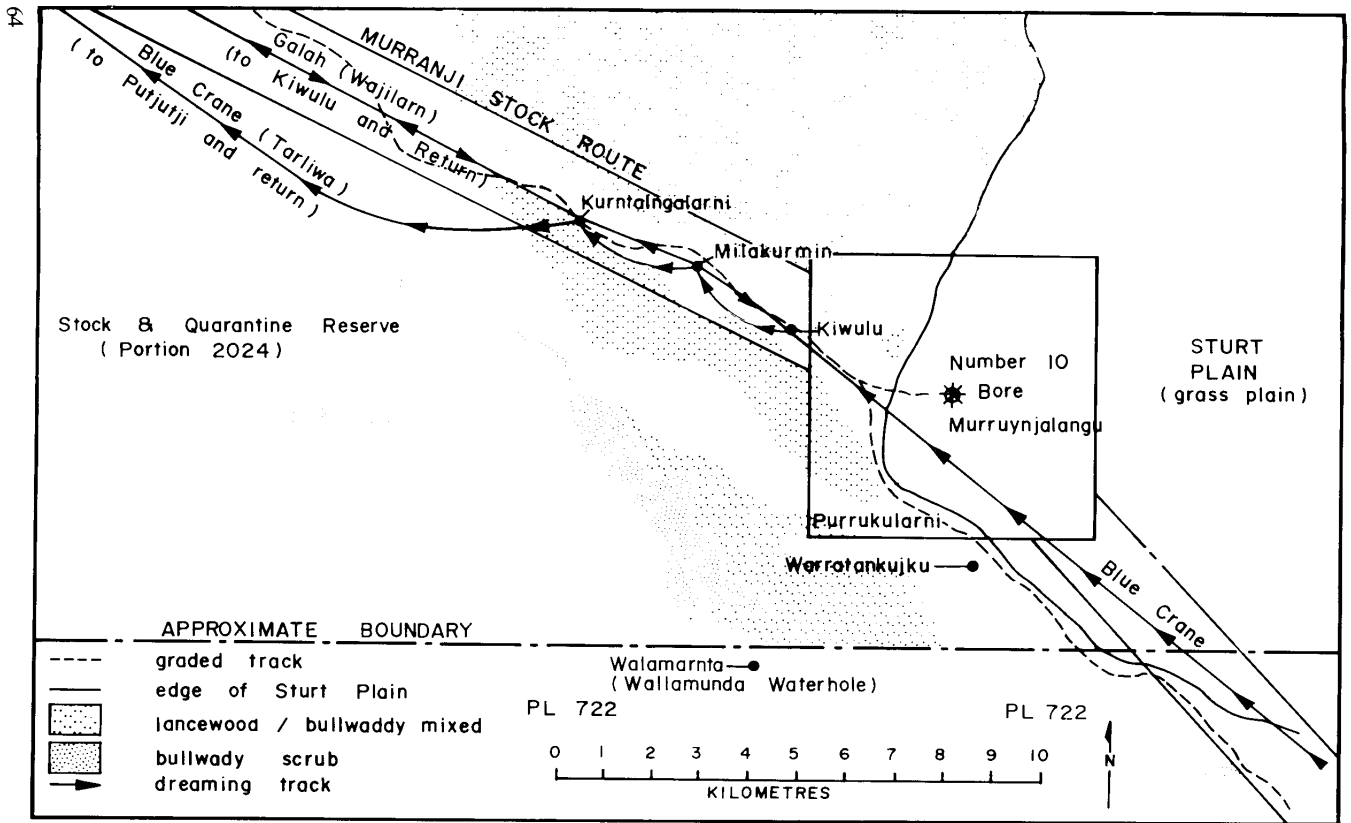 64
MURRANJI STOCK ROUTE
Galah (Wajilarn)
(to Kiwulu and Return)
Blue Crane (Tarliwa)
(to Putjutji and return)
Kurntalngalarni
Milakurmin
Kiwulu
Stock & Quarantine Reserve
(Portion 2024)
Number 10
Bore
Murruynjalangu
STURT
PLAIN
(grass plain)
Purrukularni
Warratankujku
Blue Crane
APPROXIMATE BOUNDARY
graded track
edge of Sturt Plain
lancewood / bullwaddy mixed
bullwady scrub
dreaming track
Walamarnta
(Wallamunda Waterhole)
PL 722
PL 722
0 1 2 3 4 5 6 7 8 9 10
KILOMETRES
N